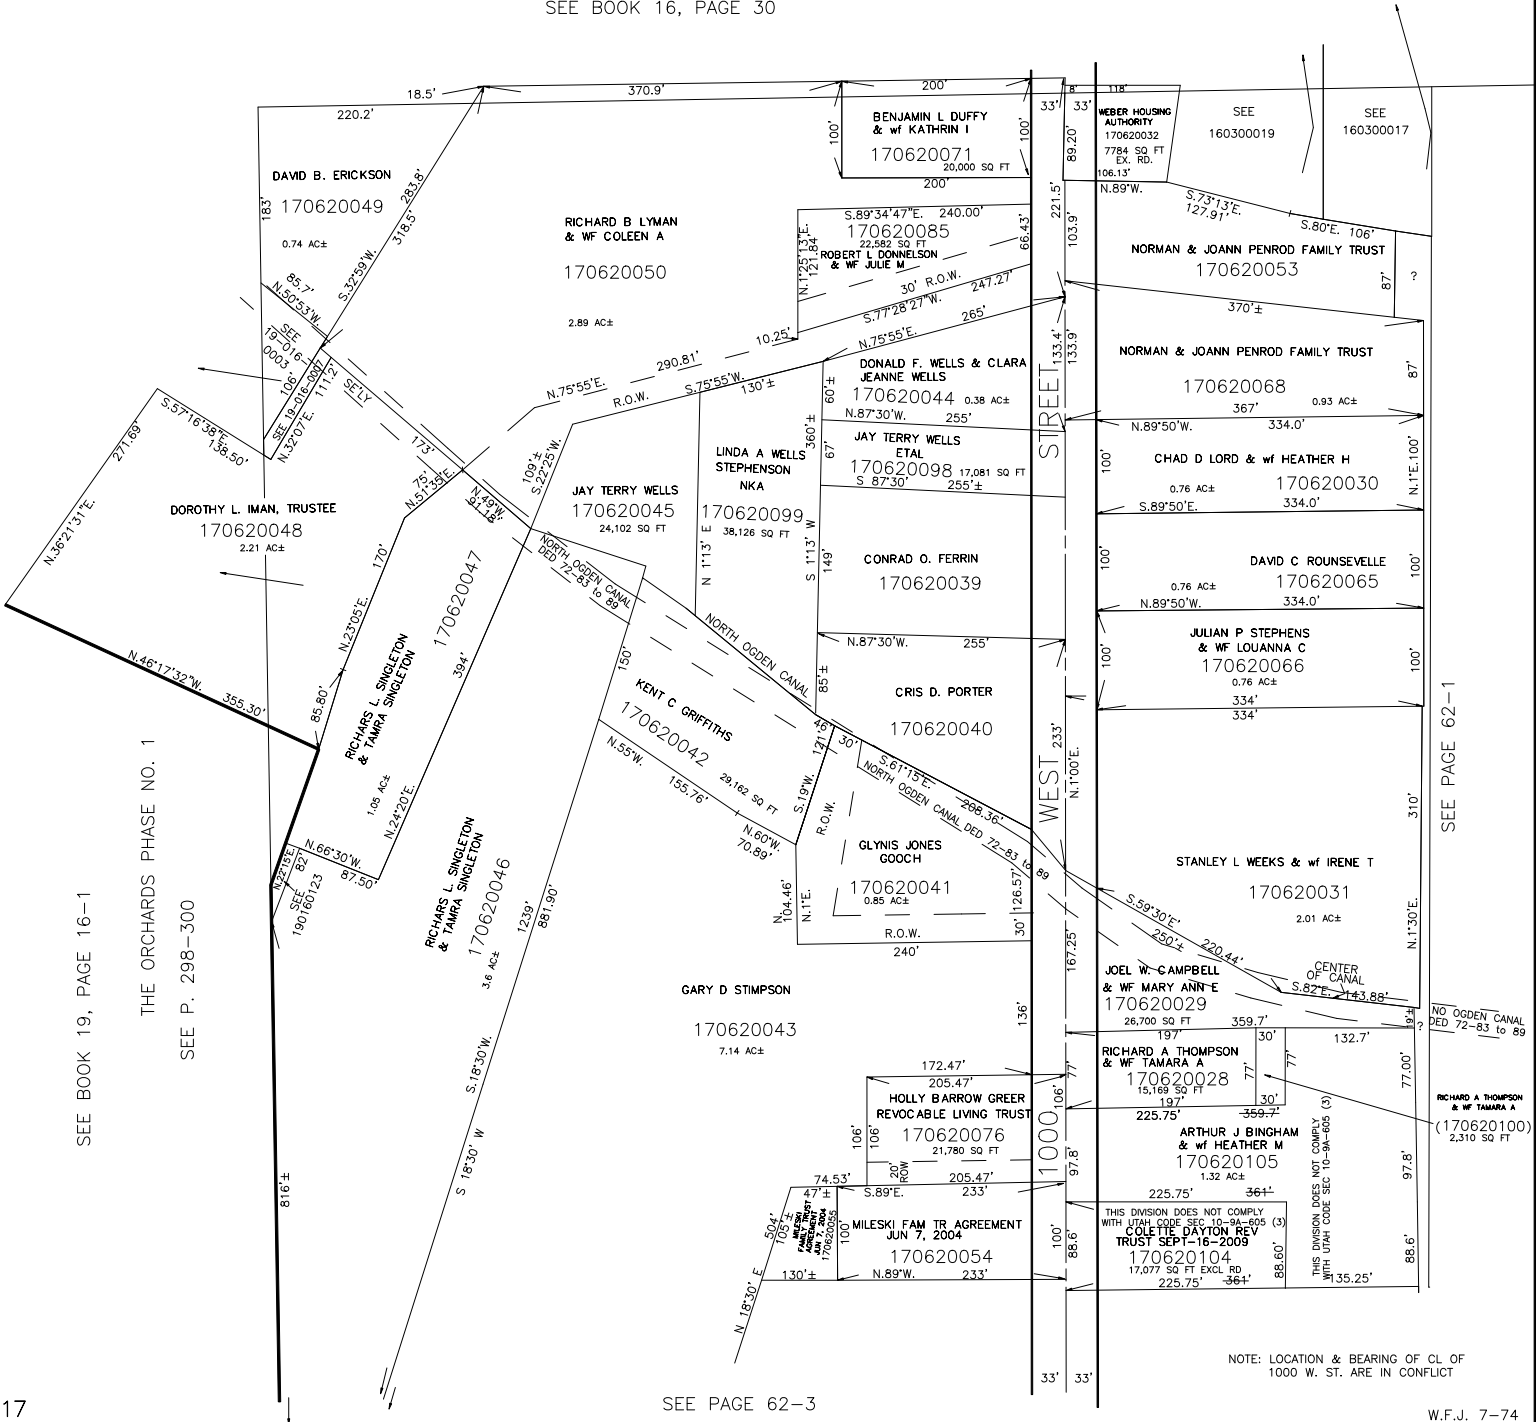 SEE BOOK 16, PAGE 30
18.5'
370.9'
200'
220.2'
33'
33'
8'
118'
DAVID B. ERICKSON
170620049
0.74 AC±
183'
283.8'
318.5'
S.32°59'W.
85.7'
N.50°53'W.
SEE
19-016-
0003
106'
SEE 19-016-0007
N.32°07'E. 111.2'
SE'LY
RICHARD B LYMAN
& WF COLEEN A
170620050
2.89 AC±
BENJAMIN L DUFFY
& wf KATHRIN I
170620071
20,000 SQ FT
100'
100'
200'
S.89°34'47"E. 240.00'
170620085
22,582 SQ FT
ROBERT L DONNELSON
& WF JULIE M
N.1°25'13"E.
121.84
66.43'
30' R.O.W.
S.77°28'27"W. 247.27'
10.25'
N.75°55'E. 265'
N.75°55'E. 290.81'
R.O.W. S.75°55'W.
130'±
221.5'
103.9'
89.20'
WEBER HOUSING
AUTHORITY
170620032
7784 SQ FT
EX. RD.
106.13'
N.89°W.
SEE
160300019
SEE
160300017
S.73°13'E.
127.91'
S.80°E. 106'
NORMAN & JOANN PENROD FAMILY TRUST
170620053
87'
?
370'±
NORMAN & JOANN PENROD FAMILY TRUST
170620068
367' 0.93 AC±
87'
N.89°50'W. 334.0'
CHAD D LORD & wf HEATHER H
0.76 AC± 170620030
S.89°50'E. 334.0'
100'
N.1°E.100'
DAVID C ROUNSEVELLE
0.76 AC± 170620065
N.89°50'W. 334.0'
100'
100'
JULIAN P STEPHENS
& WF LOUANNA C
170620066
0.76 AC±
334'
334'
100'
100'
DONALD F. WELLS & CLARA
JEANNE WELLS
170620044 0.38 AC±
60'±
133.4'
133.9'
N.87°30'W. 255'
JAY TERRY WELLS
ETAL
170620098 17,081 SQ FT
S 87°30' 255'±
67'
360'±
LINDA A WELLS
STEPHENSON
NKA
170620099
38,126 SQ FT
N 1°13' E
S 1°13' W
149'
JAY TERRY WELLS
170620045
24,102 SQ FT
109'±
S.22°25'W.
CONRAD O. FERRIN
170620039
N.87°30'W. 255'
CRIS D. PORTER
170620040
85'±
271.69'
S.57°16'38"E.
138.50'
N.36°21'31"E.
DOROTHY L. IMAN, TRUSTEE
170620048
2.21 AC±
173'
75'
N.51°35'E.
N.49°W.
91.18'
170'
N.23°05'E.
85.80'
N.46°17'32"W. 355.30'
NORTH OGDEN CANAL
DED 72-83 to 89
NORTH OGDEN CANAL
RICHARS L. SINGLETON
& TAMRA SINGLETON
170620047
1.05 AC±
394'
N.24°20'E.
N.66°30'W.
87.50'
N.22°15'E.
82'
SEE
190160123
RICHARS L. SINGLETON
& TAMRA SINGLETON
170620046
3.6 AC±
150'
1239'
881.90'
S.18°30'W.
S 18°30' W
816'±
KENT C GRIFFITHS
170620042
29,162 SQ FT
N.55°W. 155.76'
N.60°W.
70.89'
46'
30'
121'
S.19°W.
R.O.W.
S.61°15'E. 208.36'
NORTH OGDEN CANAL DED 72-83 to 89
GLYNIS JONES
GOOCH
170620041
0.85 AC±
N.
104.46'
N.1°E.
R.O.W.
240'
30'
126.57'
GARY D STIMPSON
170620043
7.14 AC±
136'
1000 WEST STREET
233'
N.1°00'E.
167.25'
STANLEY L WEEKS & wf IRENE T
170620031
2.01 AC±
310'
N.1°30'E.
S.59°30'E'
250'±
220.44'
CENTER
OF CANAL
S.82°E. 143.88'
NO OGDEN CANAL
DED 72-83 to 89
19'±
?
JOEL W. CAMPBELL
& WF MARY ANN E
170620029
26,700 SQ FT 359.7'
197' 30' 132.7'
RICHARD A THOMPSON
& WF TAMARA A
170620028
15,169 SQ FT
197' 30'
77'
77'
77'
77.00'
225.75' 359.7'
RICHARD A THOMPSON
& WF TAMARA A
(170620100)
2,310 SQ FT
ARTHUR J BINGHAM
& wf HEATHER M
170620105
1.32 AC±
225.75' 361'
97.8'
97.8'
THIS DIVISION DOES NOT COMPLY
WITH UTAH CODE SEC 10-9A-605 (3)
THIS DIVISION DOES NOT COMPLY
WITH UTAH CODE SEC 10-9A-605 (3)
COLETTE DAYTON REV
TRUST SEPT-16-2009
170620104
17,077 SQ FT EXCL RD
225.75' 361'
88.60'
88.6'
88.6'
135.25'
172.47'
205.47'
HOLLY BARROW GREER
REVOCABLE LIVING TRUST
170620076
21,780 SQ FT
106'
106'
106'
20'
ROW
74.53' 205.47'
47'± S.89°E. 233'
MILESKI
FAMILY TRUST
AGREEMENT
JUN 7, 2004
170620055
MILESKI FAM TR AGREEMENT
JUN 7, 2004
170620054
100'
100'
130'± N.89°W. 233'
504'
105'±
N 18°30' E
33'
33'
SEE BOOK 19, PAGE 16-1
THE ORCHARDS PHASE NO. 1
SEE P. 298-300
SEE PAGE 62-1
NOTE: LOCATION & BEARING OF CL OF
1000 W. ST. ARE IN CONFLICT
SEE PAGE 62-3
17
W.F.J. 7-74